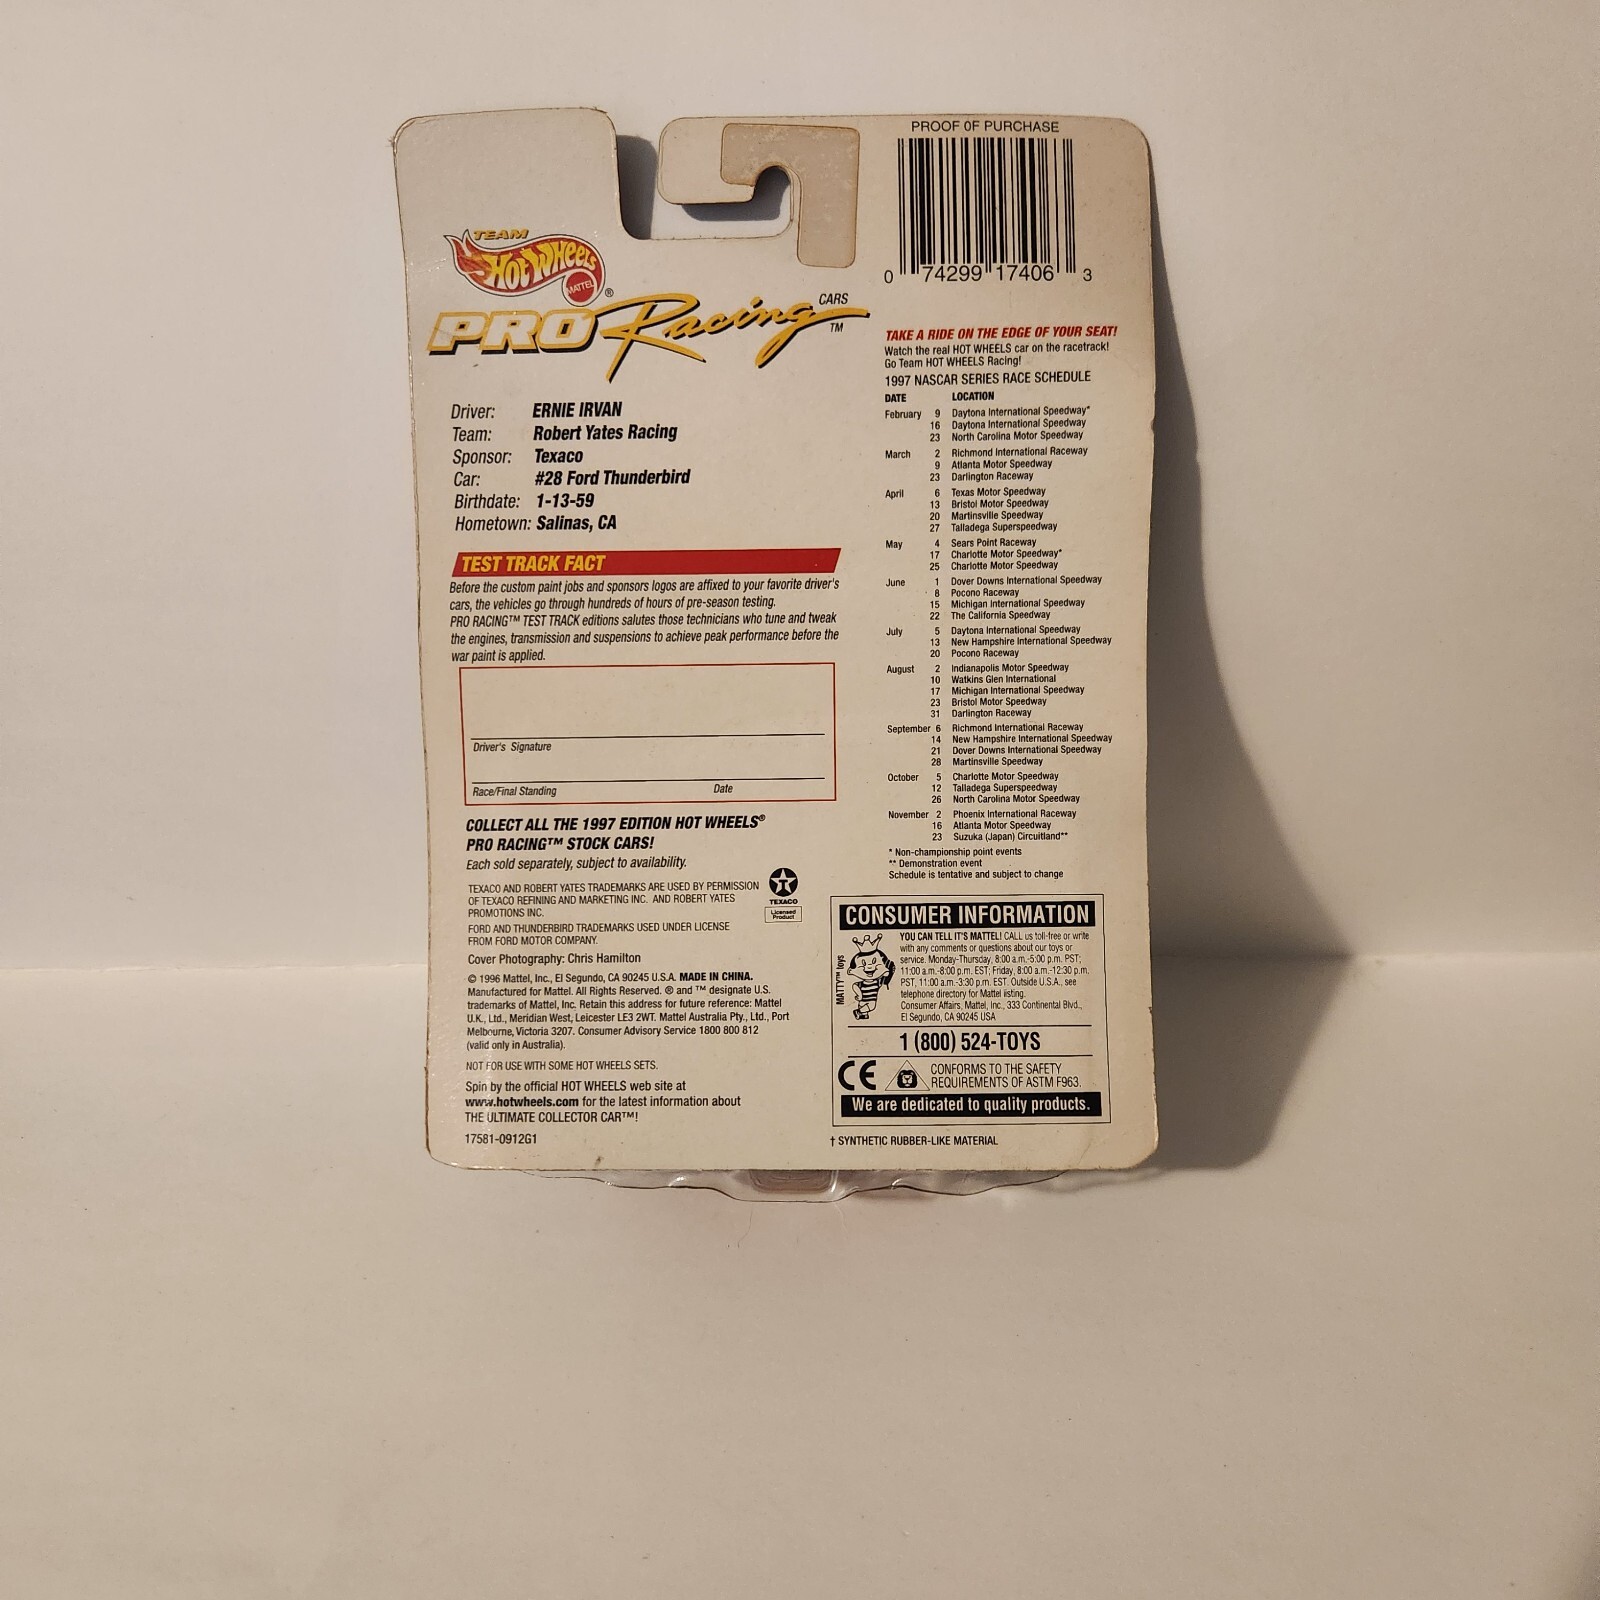 PROOF OF PURCHASE
0 74299 17406 3
TEAM
HOT WHEELS
MATTEL
®
PRO Racing CARS
™
Driver: ERNIE IRVAN
Team: Robert Yates Racing
Sponsor: Texaco
Car: #28 Ford Thunderbird
Birthdate: 1-13-59
Hometown: Salinas, CA
TEST TRACK FACT
Before the custom paint jobs and sponsors logos are affixed to your favorite driver's
cars, the vehicles go through hundreds of hours of pre-season testing.
PRO RACING™ TEST TRACK editions salutes those technicians who tune and tweak
the engines, transmission and suspensions to achieve peak performance before the
war paint is applied.
Driver's Signature
Race/Final Standing Date
COLLECT ALL THE 1997 EDITION HOT WHEELS®
PRO RACING™ STOCK CARS!
Each sold separately, subject to availability.
TEXACO AND ROBERT YATES TRADEMARKS ARE USED BY PERMISSION
OF TEXACO REFINING AND MARKETING INC. AND ROBERT YATES
PROMOTIONS INC.
T
TEXACO
Licensed
Product
FORD AND THUNDERBIRD TRADEMARKS USED UNDER LICENSE
FROM FORD MOTOR COMPANY.
Cover Photography: Chris Hamilton
© 1996 Mattel, Inc., El Segundo, CA 90245 U.S.A. MADE IN CHINA.
Manufactured for Mattel. All Rights Reserved. ® and ™ designate U.S.
trademarks of Mattel, Inc. Retain this address for future reference: Mattel
U.K., Ltd., Meridian West, Leicester LE3 2WT. Mattel Australia Pty., Ltd., Port
Melbourne, Victoria 3207. Consumer Advisory Service 1800 800 812
(valid only in Australia).
NOT FOR USE WITH SOME HOT WHEELS SETS.
Spin by the official HOT WHEELS web site at
www.hotwheels.com for the latest information about
THE ULTIMATE COLLECTOR CAR™!
17581-0912G1
TAKE A RIDE ON THE EDGE OF YOUR SEAT!
Watch the real HOT WHEELS car on the racetrack!
Go Team HOT WHEELS Racing!
1997 NASCAR SERIES RACE SCHEDULE
DATE LOCATION
February 9 Daytona International Speedway*
16 Daytona International Speedway
23 North Carolina Motor Speedway
March 2 Richmond International Raceway
9 Atlanta Motor Speedway
23 Darlington Raceway
April 6 Texas Motor Speedway
13 Bristol Motor Speedway
20 Martinsville Speedway
27 Talladega Superspeedway
May 4 Sears Point Raceway
17 Charlotte Motor Speedway*
25 Charlotte Motor Speedway
June 1 Dover Downs International Speedway
8 Pocono Raceway
15 Michigan International Speedway
22 The California Speedway
July 5 Daytona International Speedway
13 New Hampshire International Speedway
20 Pocono Raceway
August 2 Indianapolis Motor Speedway
10 Watkins Glen International
17 Michigan International Speedway
23 Bristol Motor Speedway
31 Darlington Raceway
September 6 Richmond International Raceway
14 New Hampshire International Speedway
21 Dover Downs International Speedway
28 Martinsville Speedway
October 5 Charlotte Motor Speedway
12 Talladega Superspeedway
26 North Carolina Motor Speedway
November 2 Phoenix International Raceway
16 Atlanta Motor Speedway
23 Suzuka (Japan) Circuitland**
* Non-championship point events
** Demonstration event
Schedule is tentative and subject to change
CONSUMER INFORMATION
MATTY™ toys
YOU CAN TELL IT'S MATTEL! CALL us toll-free or write
with any comments or questions about our toys or
service. Monday-Thursday, 8:00 a.m.-5:00 p.m. PST;
11:00 a.m.-8:00 p.m. EST; Friday, 8:00 a.m.-12:30 p.m.
PST, 11:00 a.m.-3:30 p.m. EST. Outside U.S.A., see
telephone directory for Mattel listing.
Consumer Affairs, Mattel, Inc., 333 Continental Blvd.,
El Segundo, CA 90245 USA
1 (800) 524-TOYS
CE CONFORMS TO THE SAFETY
REQUIREMENTS OF ASTM F963.
We are dedicated to quality products.
† SYNTHETIC RUBBER-LIKE MATERIAL